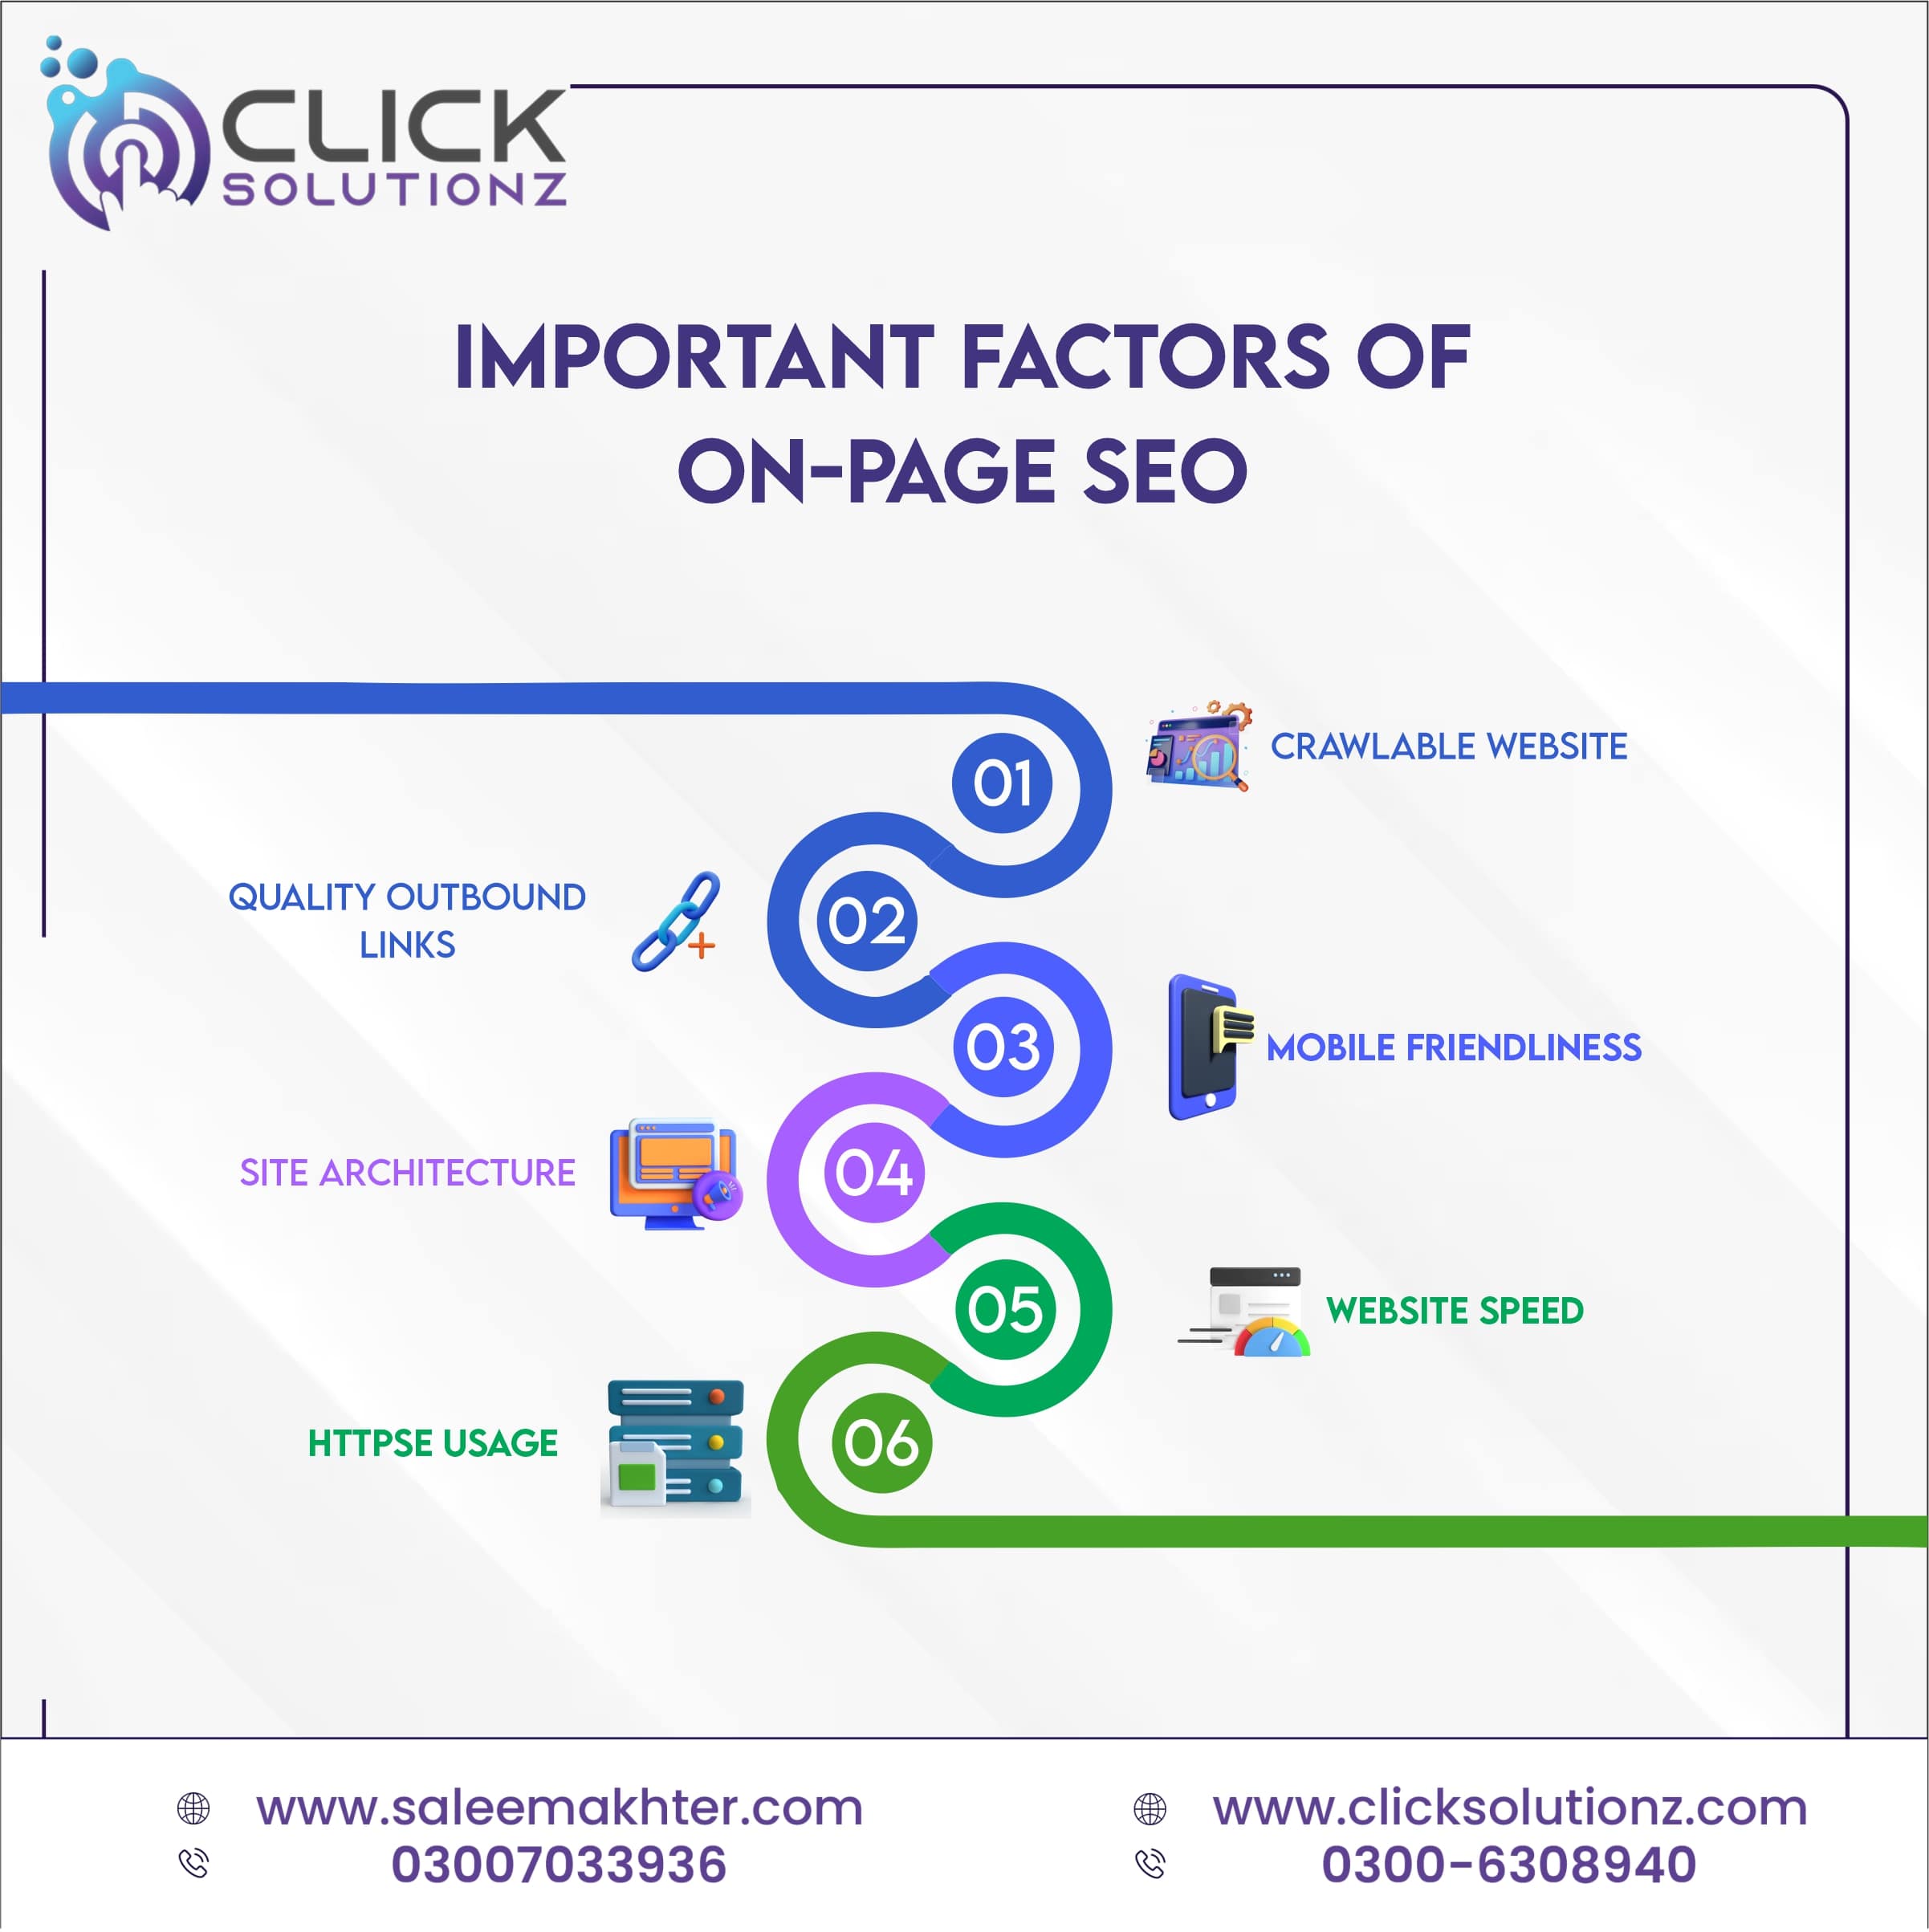 CLICK
SOLUTIONZ
IMPORTANT FACTORS OF
ON-PAGE SEO
01
CRAWLABLE WEBSITE
QUALITY OUTBOUND
LINKS
02
03
MOBILE FRIENDLINESS
SITE ARCHITECTURE
04
05
WEBSITE SPEED
HTTPSE USAGE
06
www.saleemakhter.com
03007033936
www.clicksolutionz.com
0300-6308940